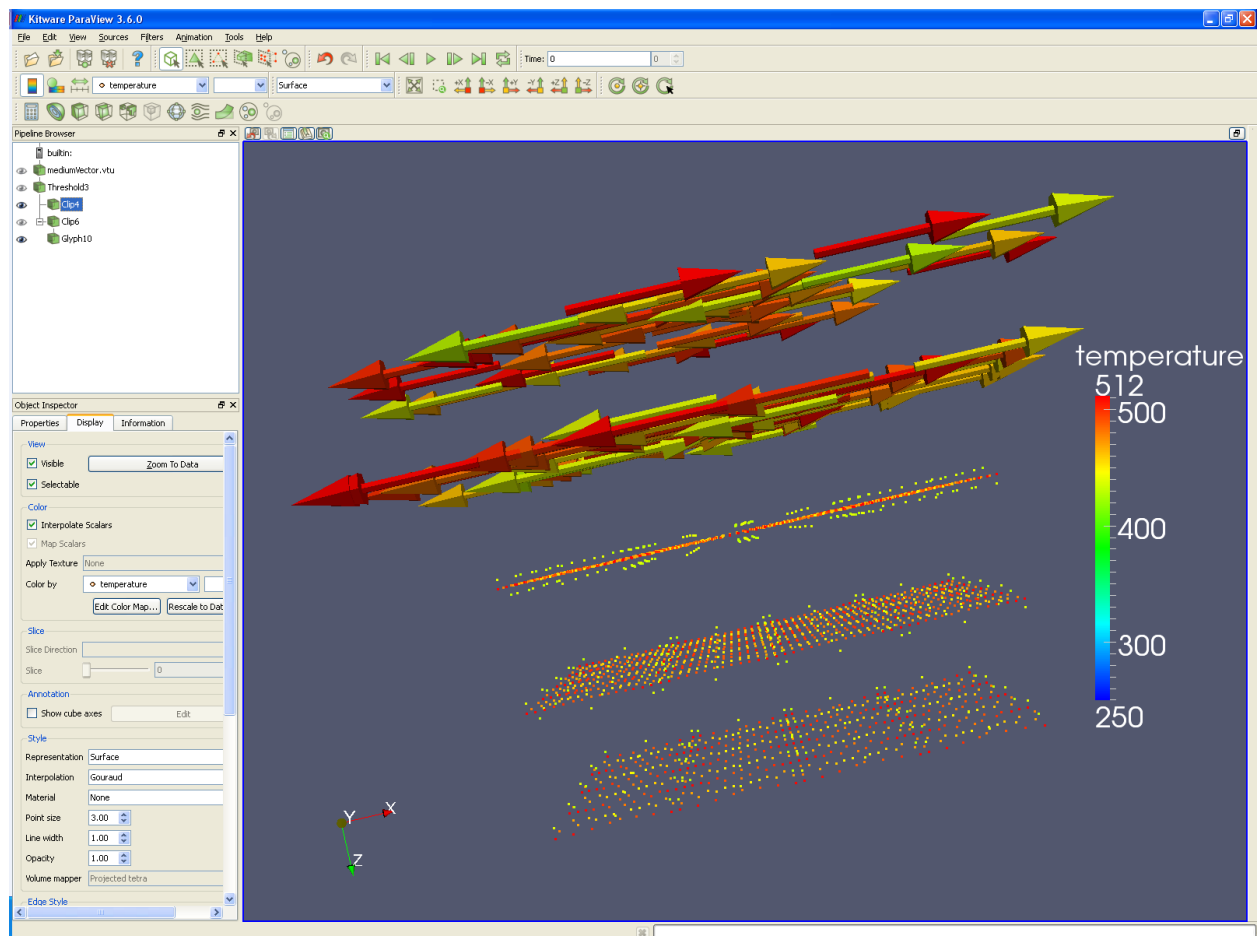 Kitware ParaView 3.6.0
File Edit View Sources Filters Animation Tools Help
Time: 0 0
temperature Surface
+X -X +Y -Y +Z -Z
Pipeline Browser
builtin:
mediumVector.vtu
Threshold3
Clip4
Clip6
Glyph10
Object Inspector
Properties Display Information
View
Visible Zoom To Data
Selectable
Color
Interpolate Scalars
Map Scalars
Apply Texture None
Color by temperature
Edit Color Map... Rescale to Dat
Slice
Slice Direction
Slice 0
Annotation
Show cube axes Edit
Style
Representation Surface
Interpolation Gouraud
Material None
Point size 3.00
Line width 1.00
Opacity 1.00
Volume mapper Projected tetra
Edge Style
temperature
512
500
400
300
250
Y X
Z